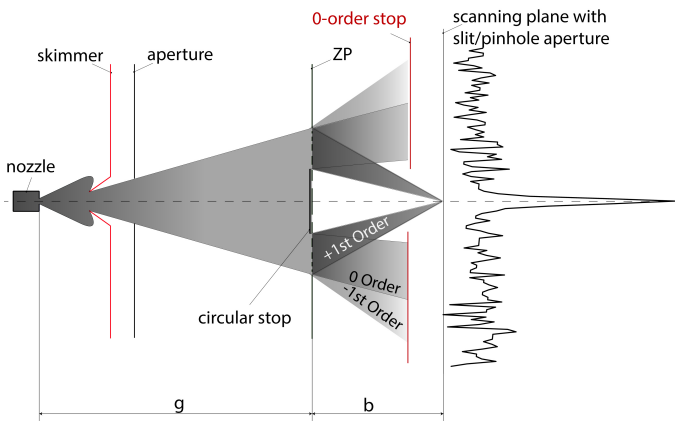 0-order stop
scanning plane with
slit/pinhole aperture
skimmer
aperture
ZP
nozzle
+1st Order
0 Order
-1st Order
circular stop
g
b